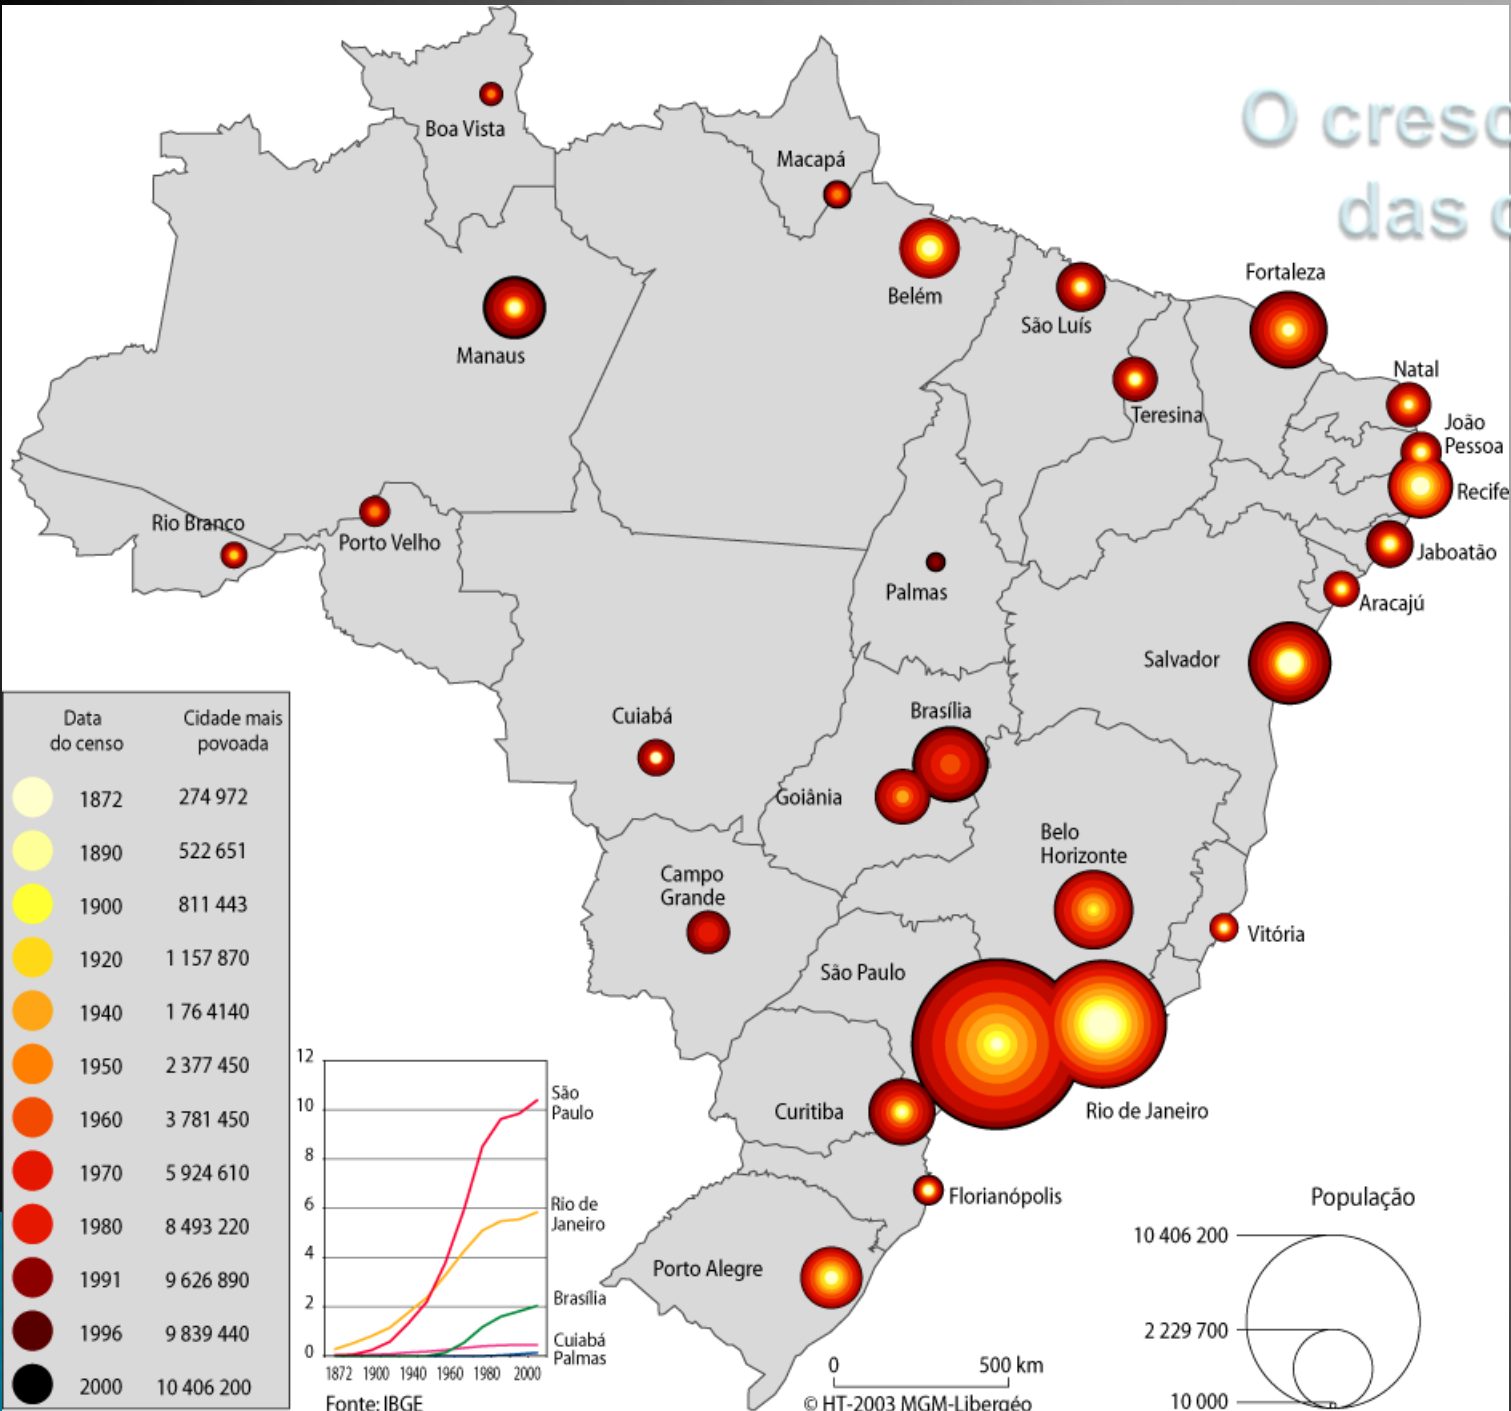 O cresc
das c
Boa Vista
Macapá
Belém
Manaus
São Luís
Fortaleza
Teresina
Natal
João
Pessoa
Recife
Jaboatão
Aracajú
Rio Branco
Porto Velho
Palmas
Salvador
Cuiabá
Brasília
Goiânia
Belo
Horizonte
Campo
Grande
Vitória
São Paulo
Rio de Janeiro
Curitiba
Florianópolis
Porto Alegre
Data do censo Cidade mais povoada
1872 274 972
1890 522 651
1900 811 443
1920 1 157 870
1940 1 76 4140
1950 2 377 450
1960 3 781 450
1970 5 924 610
1980 8 493 220
1991 9 626 890
1996 9 839 440
2000 10 406 200
12
10
8
6
4
2
0
1872 1900 1940 1960 1980 2000
São
Paulo
Rio de
Janeiro
Brasília
Cuiabá
Palmas
Fonte: IBGE
0 500 km
© HT-2003 MGM-Libergéo
População
10 406 200
2 229 700
10 000